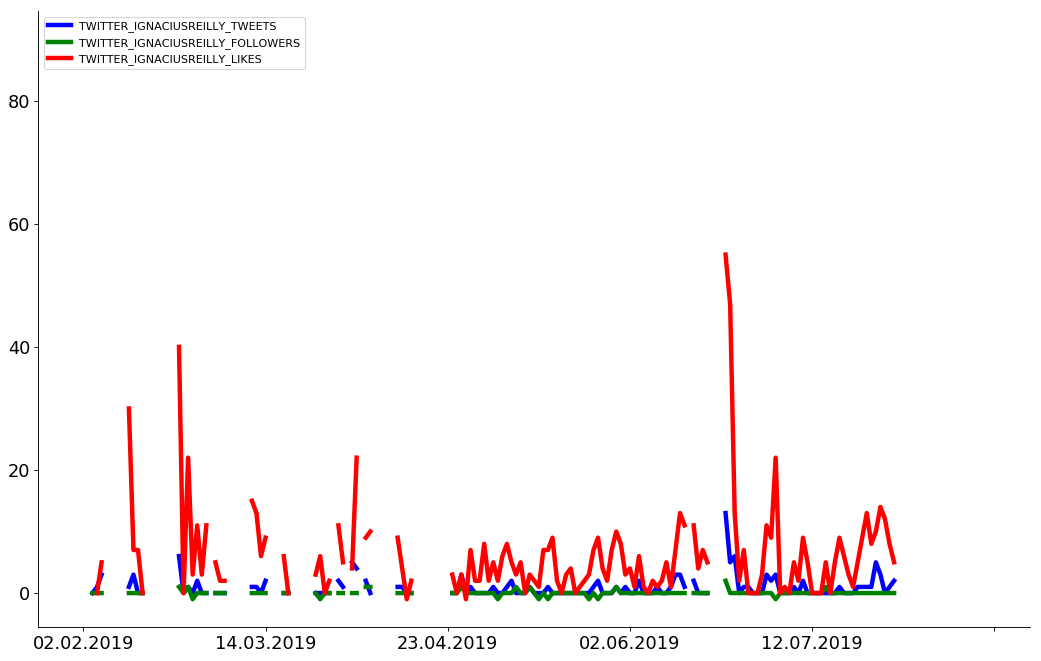 TWITTER_IGNACIUSREILLY_TWEETS
TWITTER_IGNACIUSREILLY_FOLLOWERS
TWITTER_IGNACIUSREILLY_LIKES
80
60
40
20
0
02.02.2019 14.03.2019 23.04.2019 02.06.2019 12.07.2019